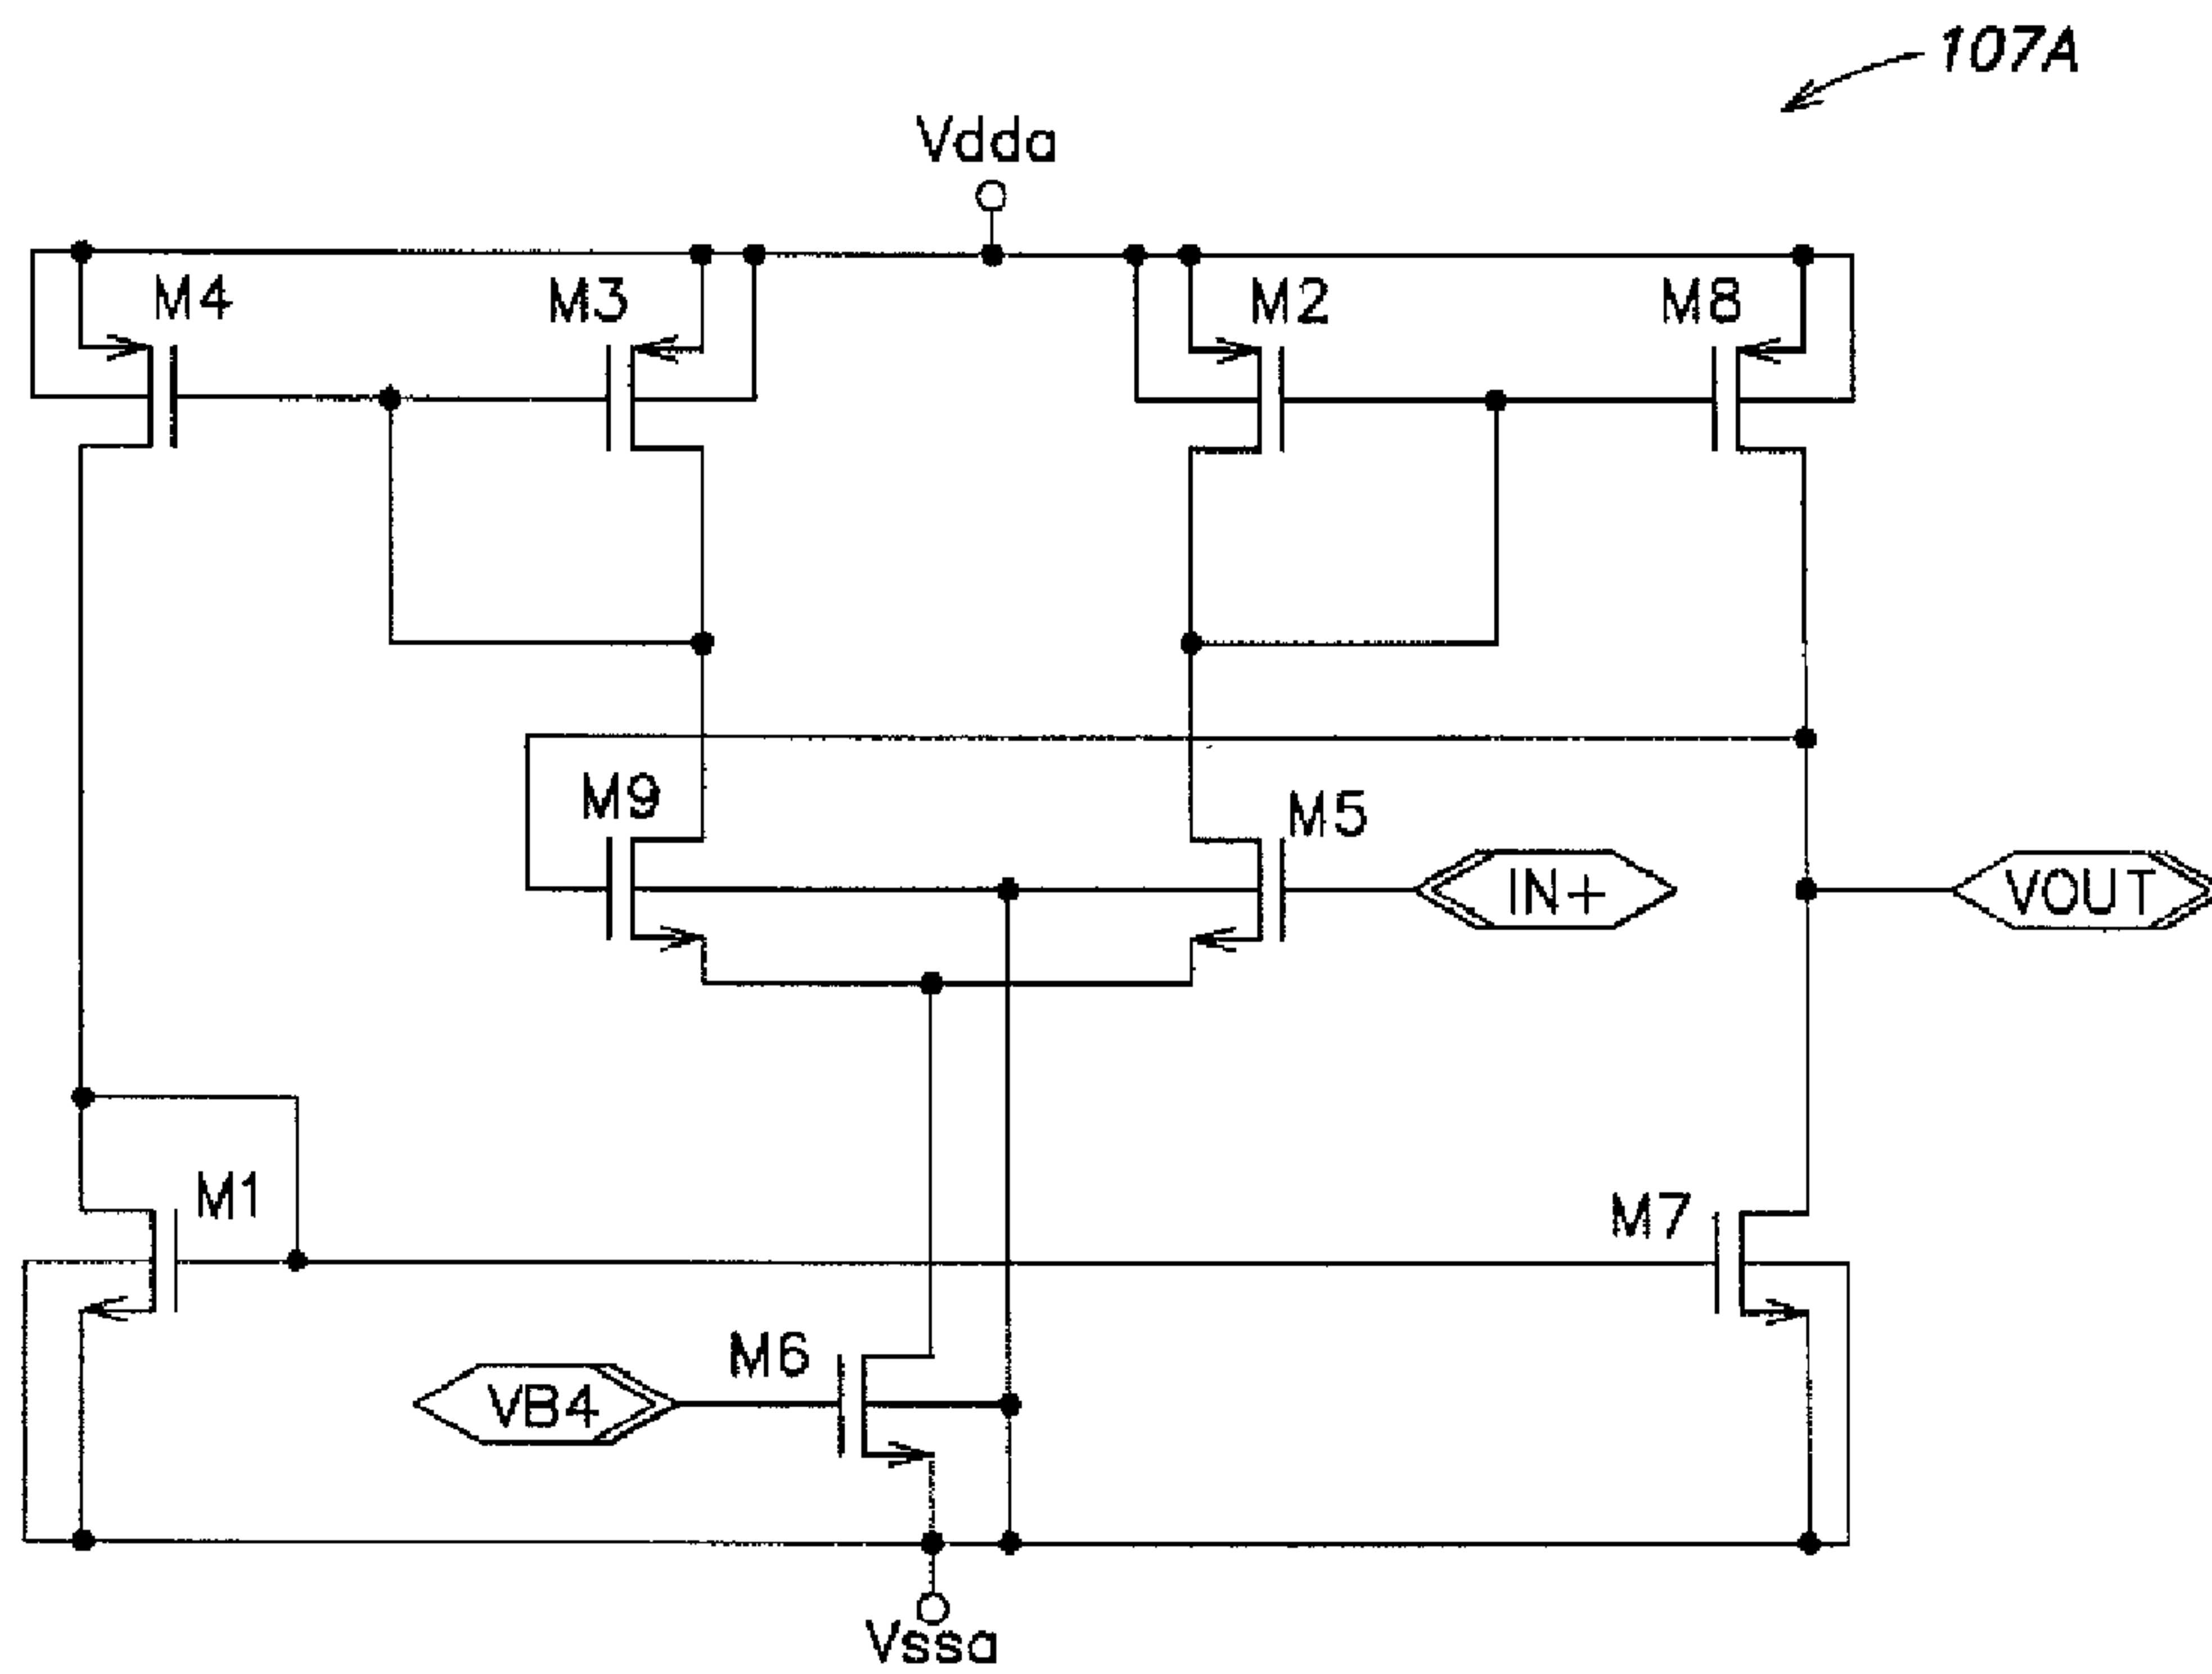 107A
Vdda
M4 M3 M2 M8
M9 M5
IN+ VOUT
M1 M7
M6
VB4
Vssa